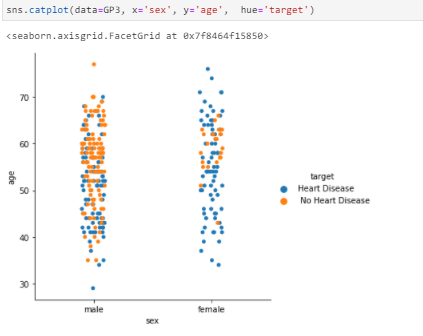 sns.catplot(data=GP3, x='sex', y='age',  hue='target')
<seaborn.axisgrid.FacetGrid at 0x7f8464f15850>
70
60
50
40
30
age
male
female
sex
target
Heart Disease
No Heart Disease